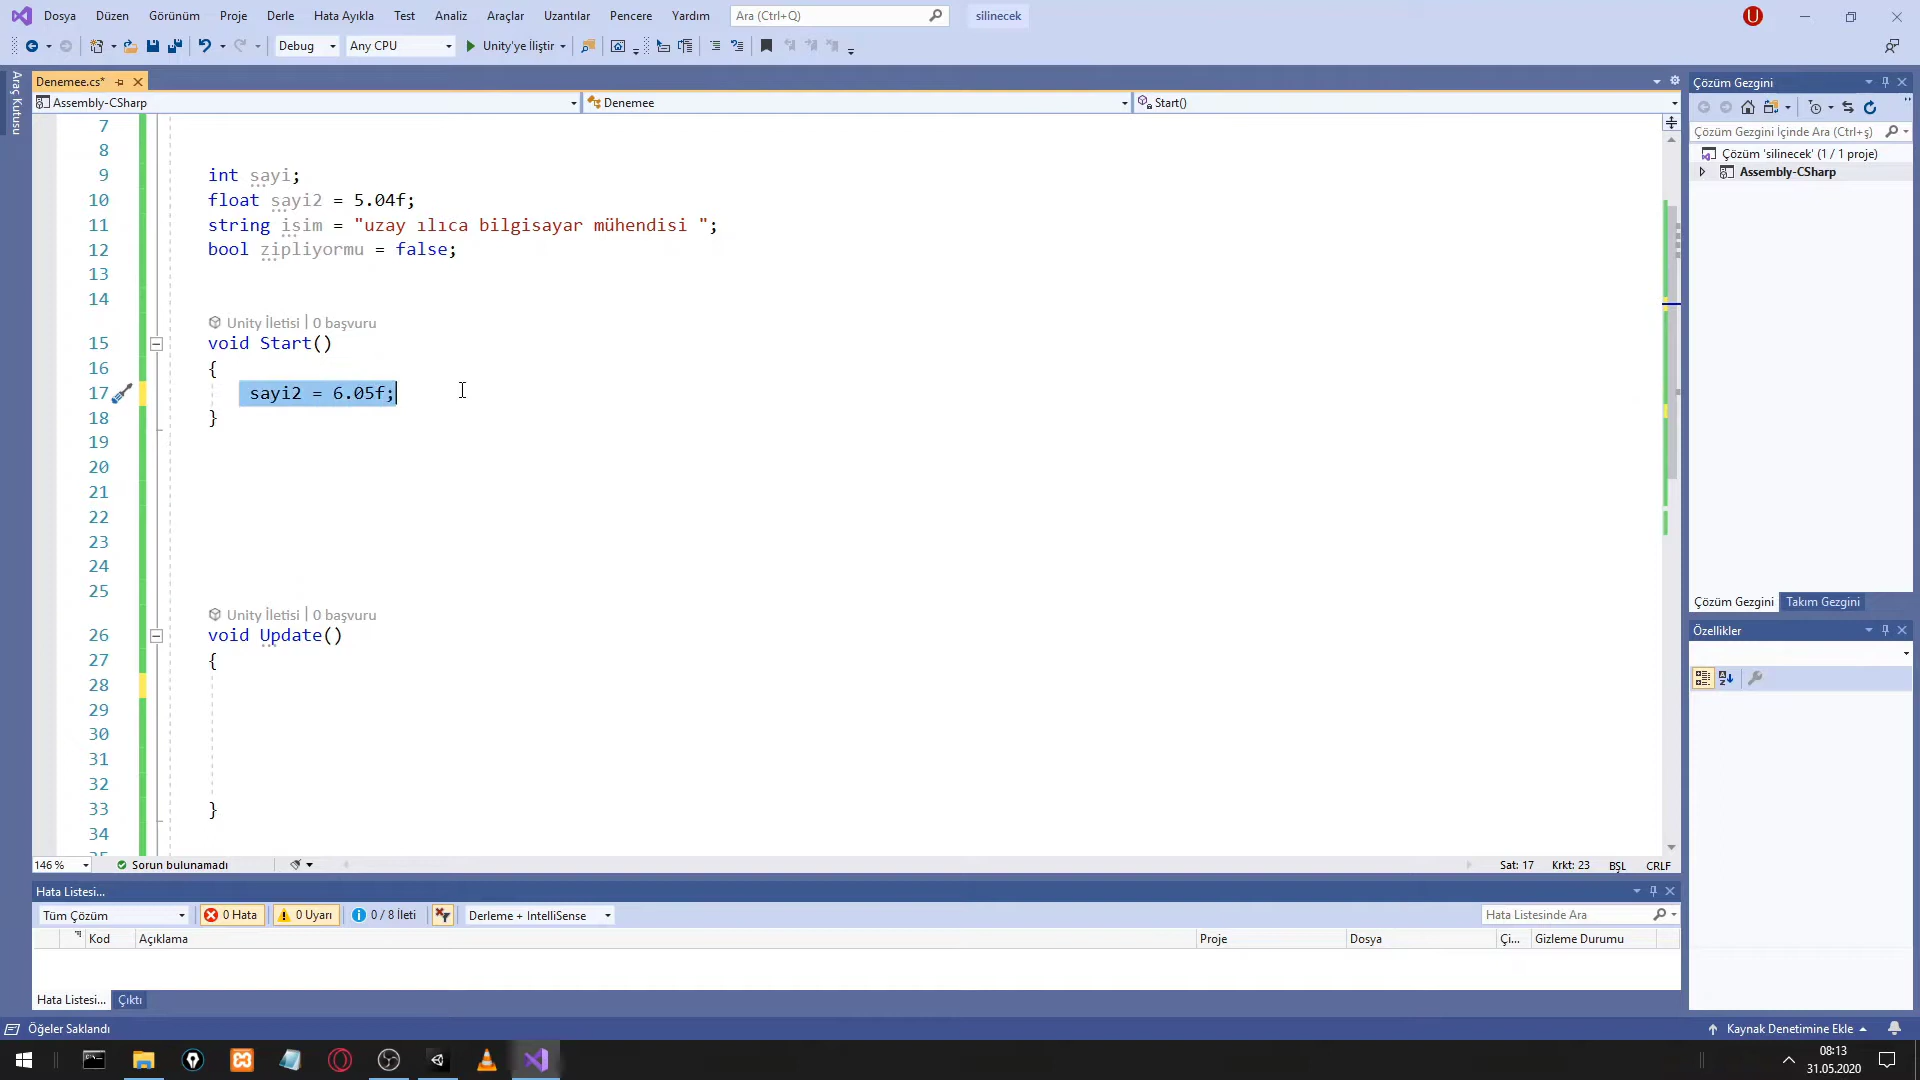 Dosya Düzen Görünüm Proje Derle Hata Ayıkla Test Analiz Araçlar Uzantılar Pencere Yardım Ara (Ctrl+Q) silinecek U
Debug Any CPU Unity'ye İliştir
Araç Kutusu
Denemee.cs*
Assembly-CSharp Denemee Start()
7
8
9 int sayi;
10 float sayi2 = 5.04f;
11 string isim = "uzay ılıca bilgisayar mühendisi ";
12 bool zipliyormu = false;
13
14
Unity İletisi | 0 başvuru
15 void Start()
16 {
17 sayi2 = 6.05f;
18 }
19
20
21
22
23
24
25
Unity İletisi | 0 başvuru
26 void Update()
27 {
28
29
30
31
32
33 }
34
146 % Sorun bulunamadı Sat: 17 Krkt: 23 BŞL CRLF
Hata Listesi...
Tüm Çözüm 0 Hata 0 Uyarı 0 / 8 İleti Derleme + IntelliSense Hata Listesinde Ara
Kod Açıklama Proje Dosya Çi... Gizleme Durumu
Hata Listesi... Çıktı
Çözüm Gezgini
Çözüm Gezgini İçinde Ara (Ctrl+ş)
Çözüm 'silinecek' (1 / 1 proje)
Assembly-CSharp
Çözüm Gezgini Takım Gezgini
Özellikler
Öğeler Saklandı Kaynak Denetimine Ekle
08:13
31.05.2020